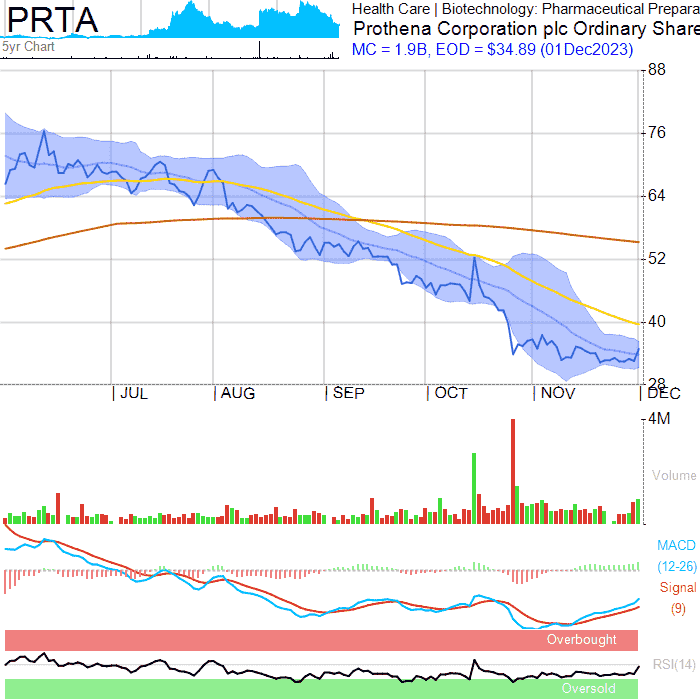 PRTA
5yr Chart
Health Care | Biotechnology: Pharmaceutical Prepara
Prothena Corporation plc Ordinary Share
MC = 1.9B, EOD = $34.89 (01Dec2023)
88
76
64
52
40
28
JUL
AUG
SEP
OCT
NOV
DEC
4M
Volume
MACD
(12-26)
Signal
(9)
Overbought
RSI(14)
Oversold